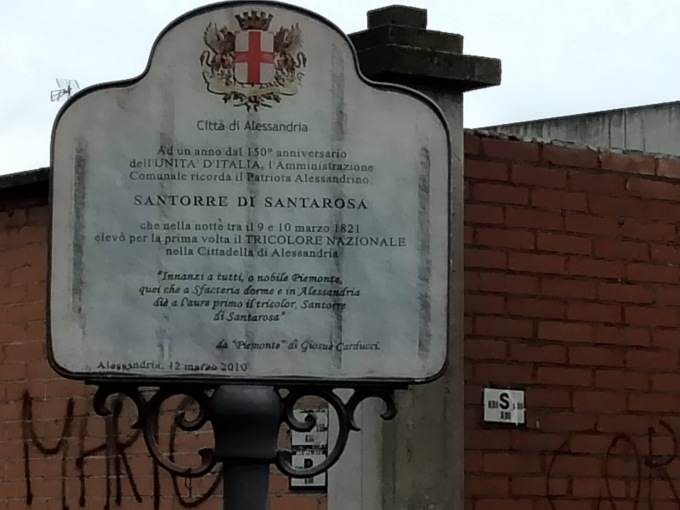 Città di Alessandria
Ad un anno dal 150° anniversario
dell'UNITA D'ITALIA, l'Amministrazione
Comunale ricorda il Patriota Alessandrino
SANTORRE DI SANTAROSA
che nella notte tra il 9 e 10 marzo 1821
elevò per la prima volta il TRICOLORE NAZIONALE
nella Cittadella di Alessandria
"Innanzi a tutti, o nobile Piemonte,
quei che a Sfacteria dorme e in Alessandria
diè a l'aure primo il tricolor, Santorre
di Santarosa"
da "Piemonte" di Giosuè Carducci.
Alessandria, 12 marzo 2010
S
P
MARIO